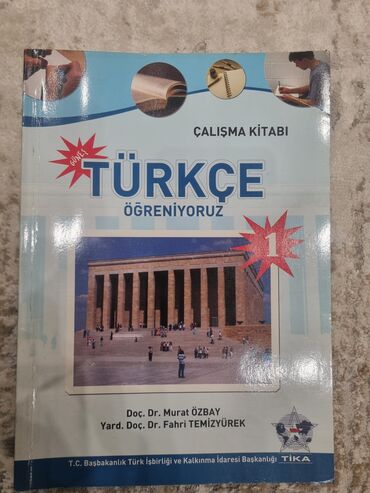 ÇALIŞMA KİTABI
GÜNEŞ
TÜRKÇE
ÖĞRENİYORUZ
1
Doç. Dr. Murat ÖZBAY
Yard. Doç. Dr. Fahri TEMİZYÜREK
T.C. Başbakanlık Türk İşbirliği ve Kalkınma İdaresi Başkanlığı TİKA